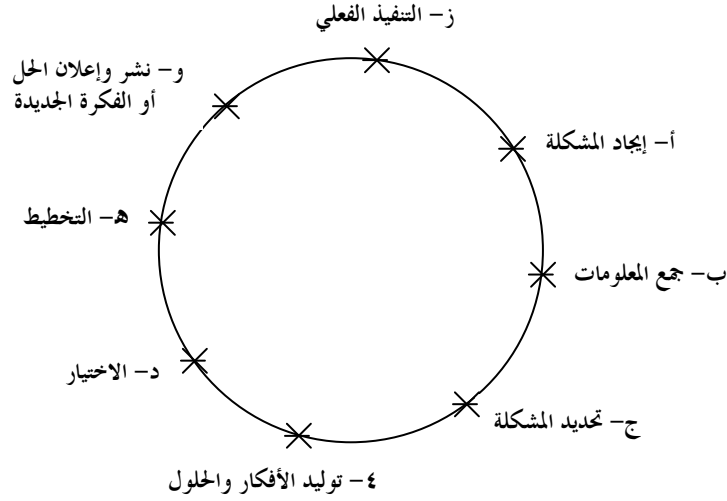 ز- التنفيذ الفعلي
أ- إيجاد المشكلة
ب- جمع المعلومات
ج- تحديد المشكلة
٤- توليد الأفكار والحلول
د- الاختيار
ه- التخطيط
و- نشر وإعلان الحل
أو الفكرة الجديدة